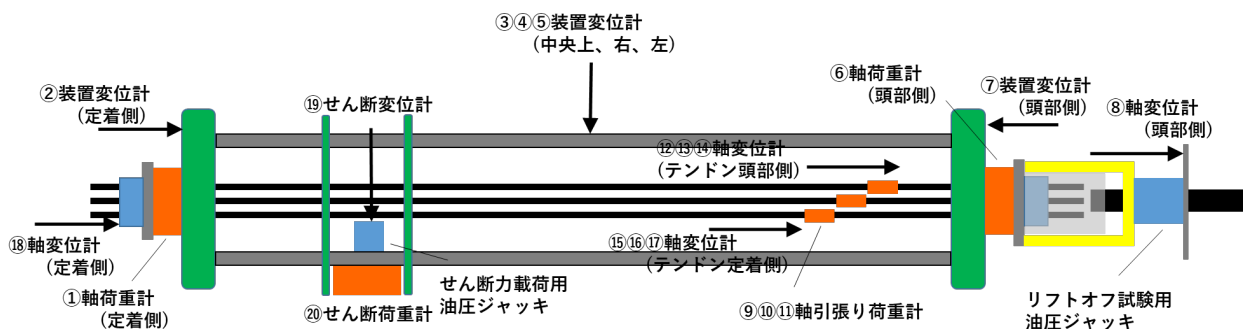 ③④⑤装置変位計
(中央上、右、左)
②装置変位計
(定着側)
⑲せん断変位計
⑥軸荷重計
(頭部側)
⑦装置変位計
(頭部側)
⑧軸変位計
(頭部側)
⑫⑬⑭軸変位計
(テンドン頭部側)
⑱軸変位計
(定着側)
⑮⑯⑰軸変位計
(テンドン定着側)
①軸荷重計
(定着側)
⑳せん断荷重計
せん断力載荷用
油圧ジャッキ
⑨⑩⑪軸引張り荷重計
リフトオフ試験用
油圧ジャッキ